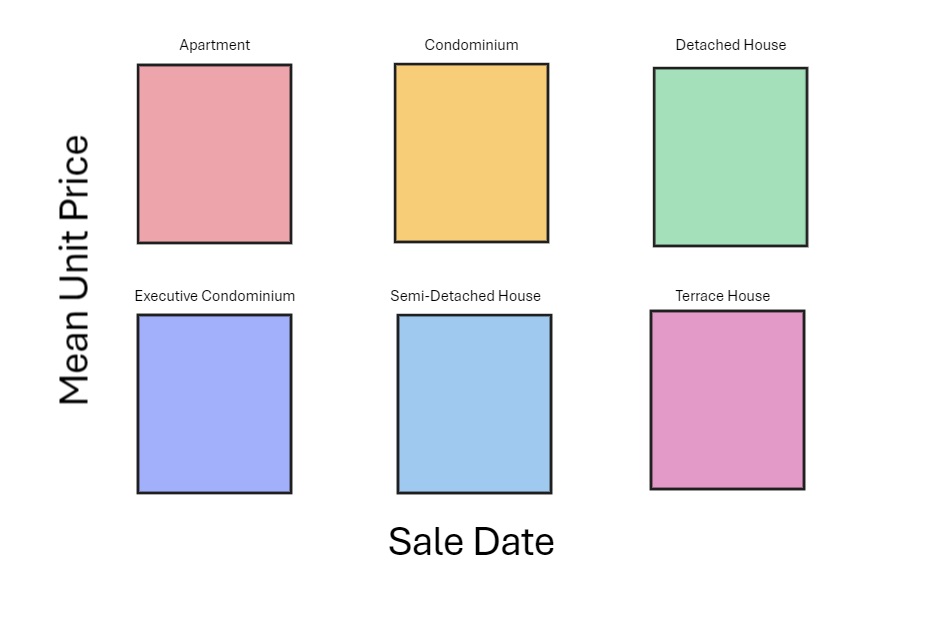 Apartment
Condominium
Detached House
Mean Unit Price
Executive Condominium
Semi-Detached House
Terrace House
Sale Date